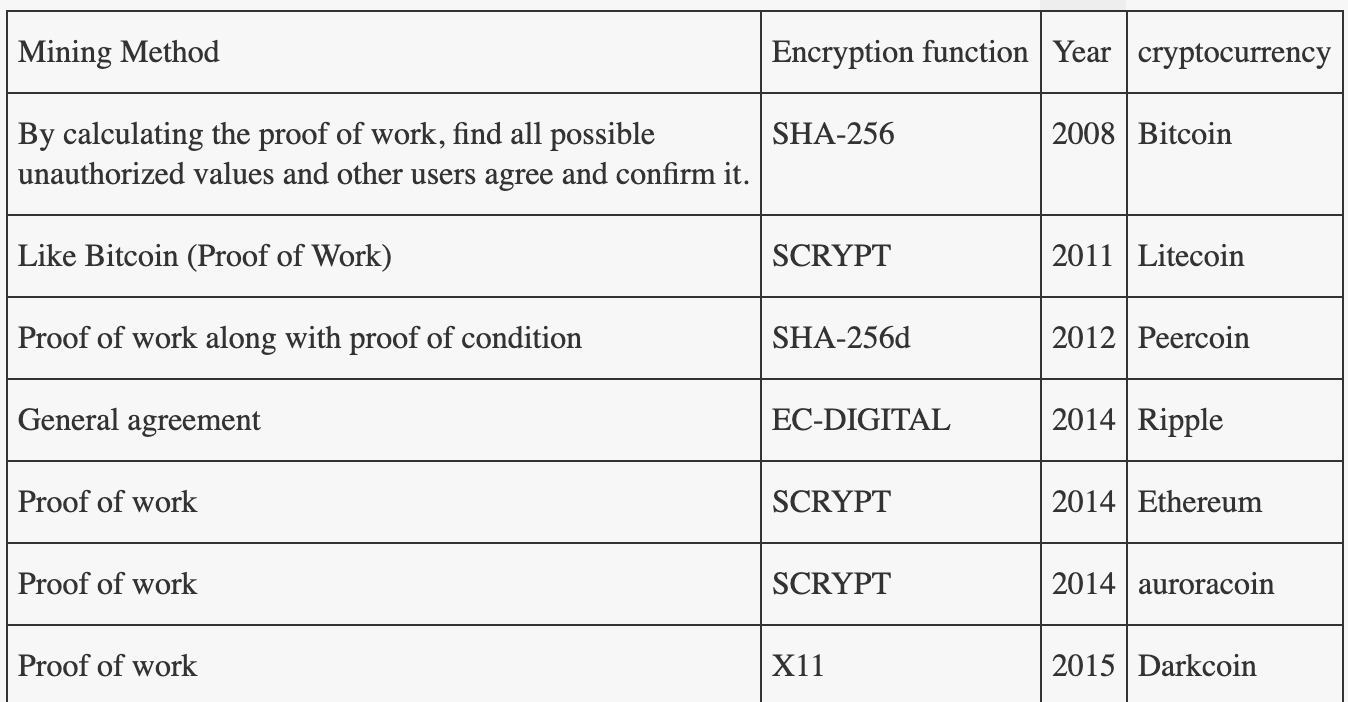 Mining Method Encryption function Year cryptocurrency
By calculating the proof of work, find all possible SHA-256 2008 Bitcoin
unauthorized values and other users agree and confirm it.
Like Bitcoin (Proof of Work) SCRYPT 2011 Litecoin
Proof of work along with proof of condition SHA-256d 2012 Peercoin
General agreement EC-DIGITAL 2014 Ripple
Proof of work SCRYPT 2014 Ethereum
Proof of work SCRYPT 2014 auroracoin
Proof of work X11 2015 Darkcoin